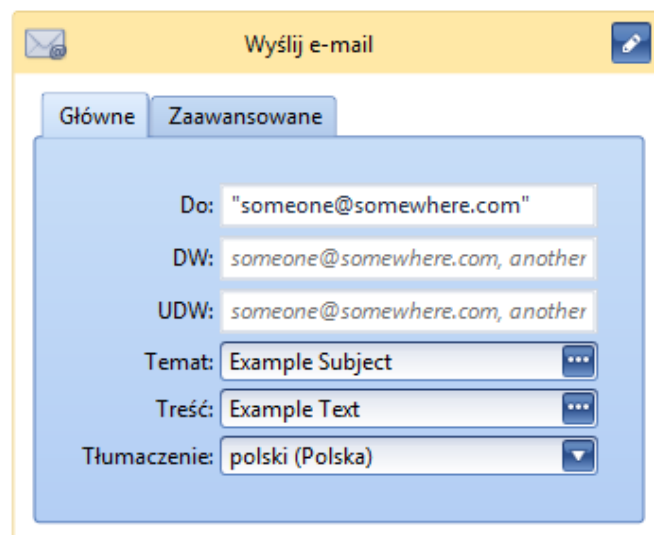 Wyślij e-mail
Główne Zaawansowane
Do: "someone@somewhere.com"
DW: someone@somewhere.com, another
UDW: someone@somewhere.com, another
Temat: Example Subject
Treść: Example Text
Tłumaczenie: polski (Polska)